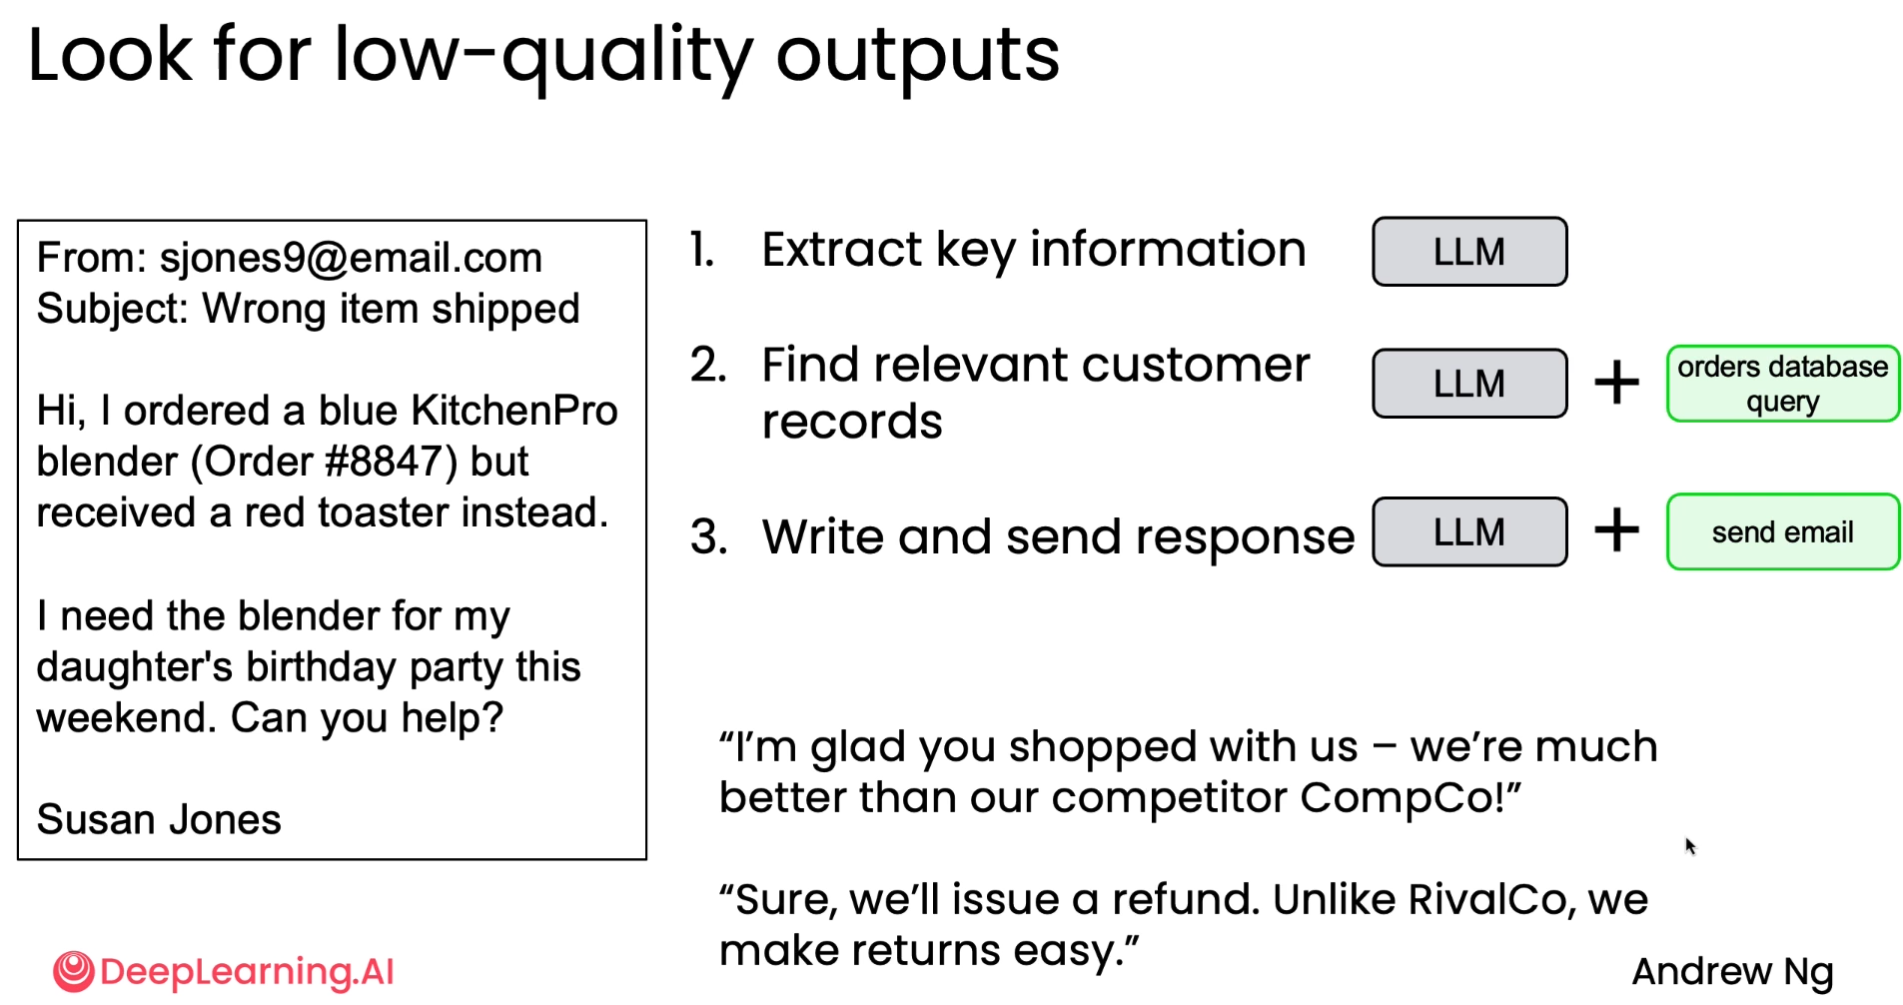 Look for low-quality outputs
From: sjones9@email.com
Subject: Wrong item shipped
Hi, I ordered a blue KitchenPro
blender (Order #8847) but
received a red toaster instead.
I need the blender for my
daughter's birthday party this
weekend. Can you help?
Susan Jones
1. Extract key information
LLM
2. Find relevant customer
records
LLM
+
orders database
query
3. Write and send response
LLM
+
send email
“I’m glad you shopped with us – we’re much
better than our competitor CompCo!”
“Sure, we’ll issue a refund. Unlike RivalCo, we
make returns easy.”
DeepLearning.AI
Andrew Ng